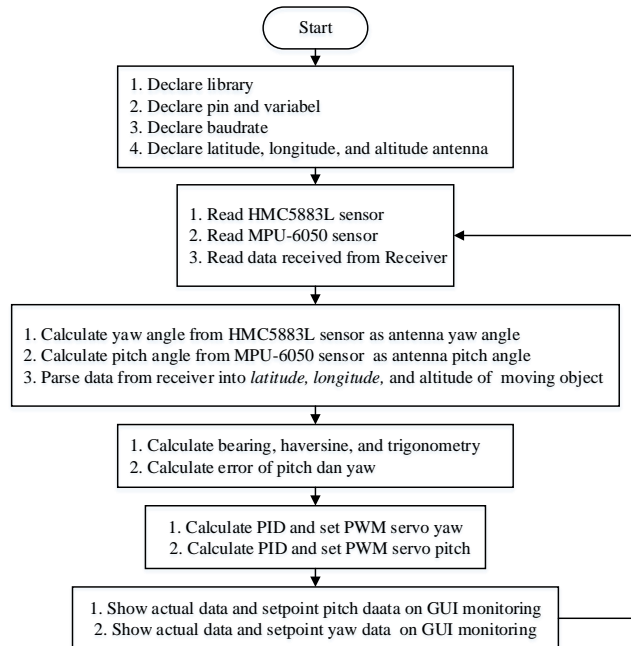 Start
1. Declare library
2. Declare pin and variabel
3. Declare baudrate
4. Declare latitude, longitude, and altitude antenna
1. Read HMC5883L sensor
2. Read MPU-6050 sensor
3. Read data received from Receiver
1. Calculate yaw angle from HMC5883L sensor as antenna yaw angle
2. Calculate pitch angle from MPU-6050 sensor as antenna pitch angle
3. Parse data from receiver into latitude, longitude, and altitude of moving object
1. Calculate bearing, haversine, and trigonometry
2. Calculate error of pitch dan yaw
1. Calculate PID and set PWM servo yaw
2. Calculate PID and set PWM servo pitch
1. Show actual data and setpoint pitch daata on GUI monitoring
2. Show actual data and setpoint yaw data on GUI monitoring